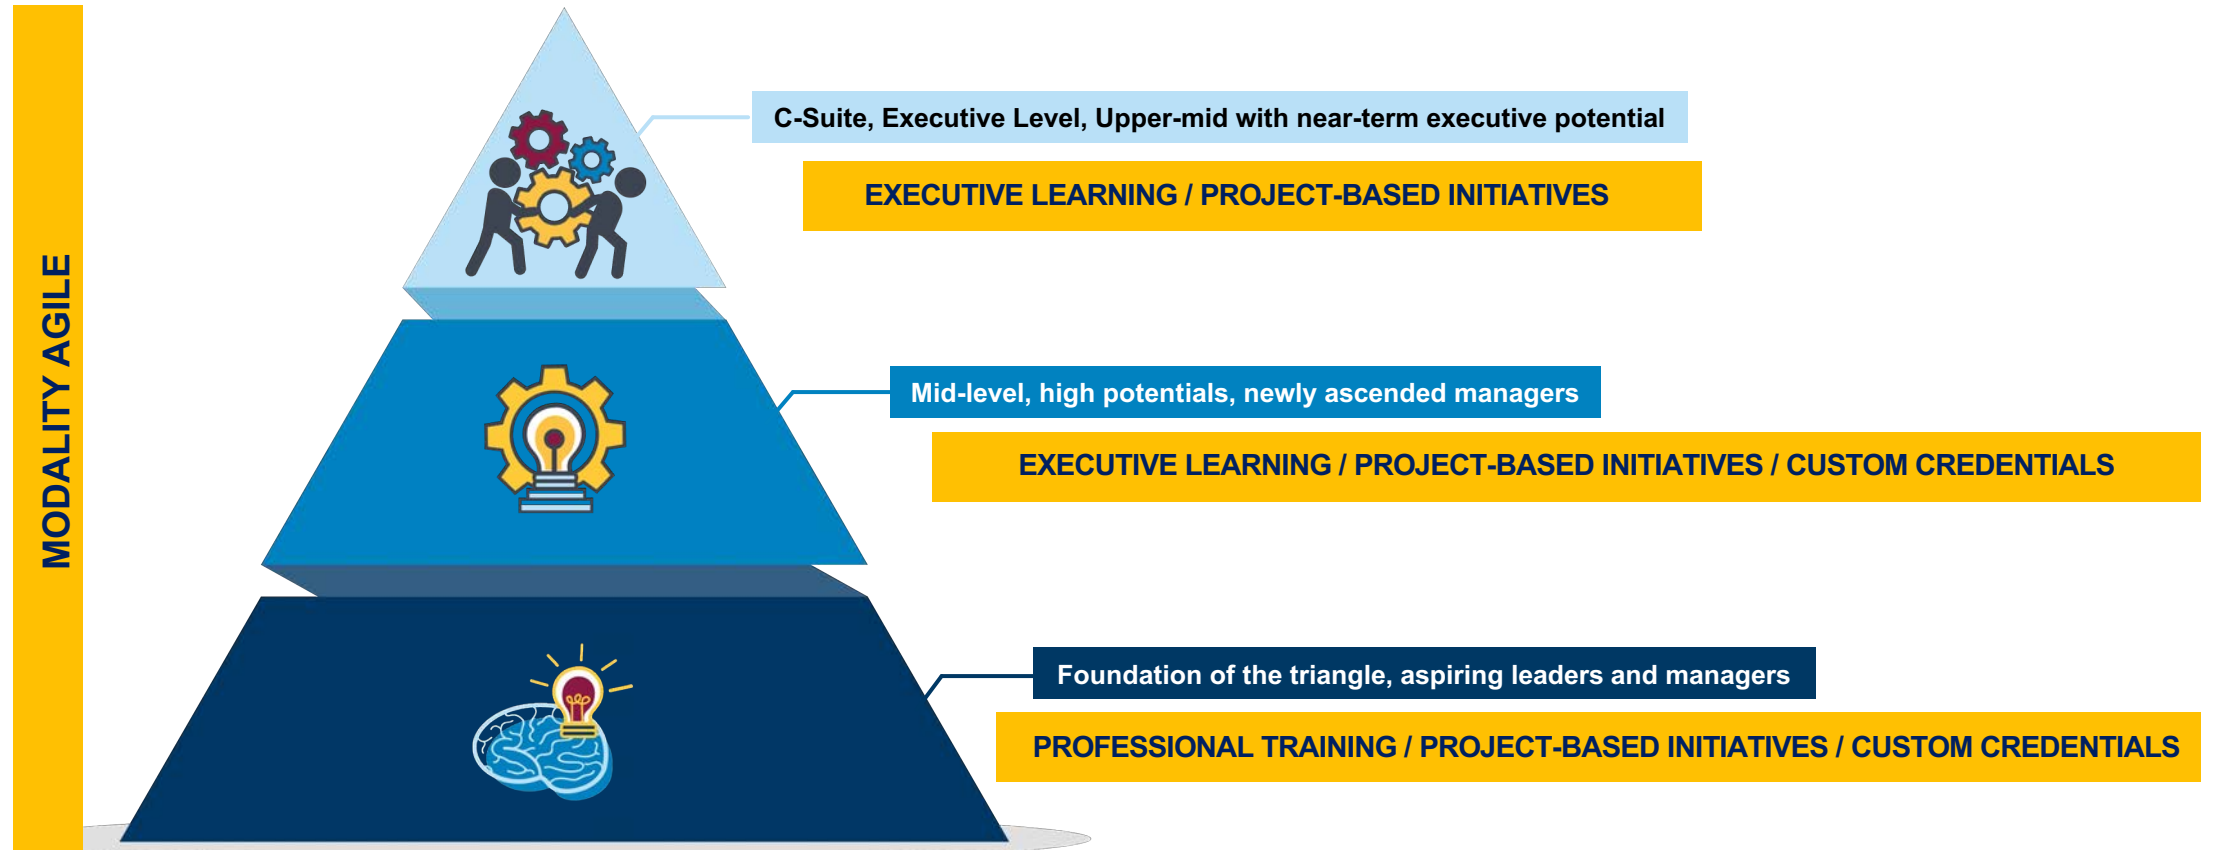 MODALITY AGILE
C-Suite, Executive Level, Upper-mid with near-term executive potential
EXECUTIVE LEARNING / PROJECT-BASED INITIATIVES
Mid-level, high potentials, newly ascended managers
EXECUTIVE LEARNING / PROJECT-BASED INITIATIVES / CUSTOM CREDENTIALS
Foundation of the triangle, aspiring leaders and managers
PROFESSIONAL TRAINING / PROJECT-BASED INITIATIVES / CUSTOM CREDENTIALS